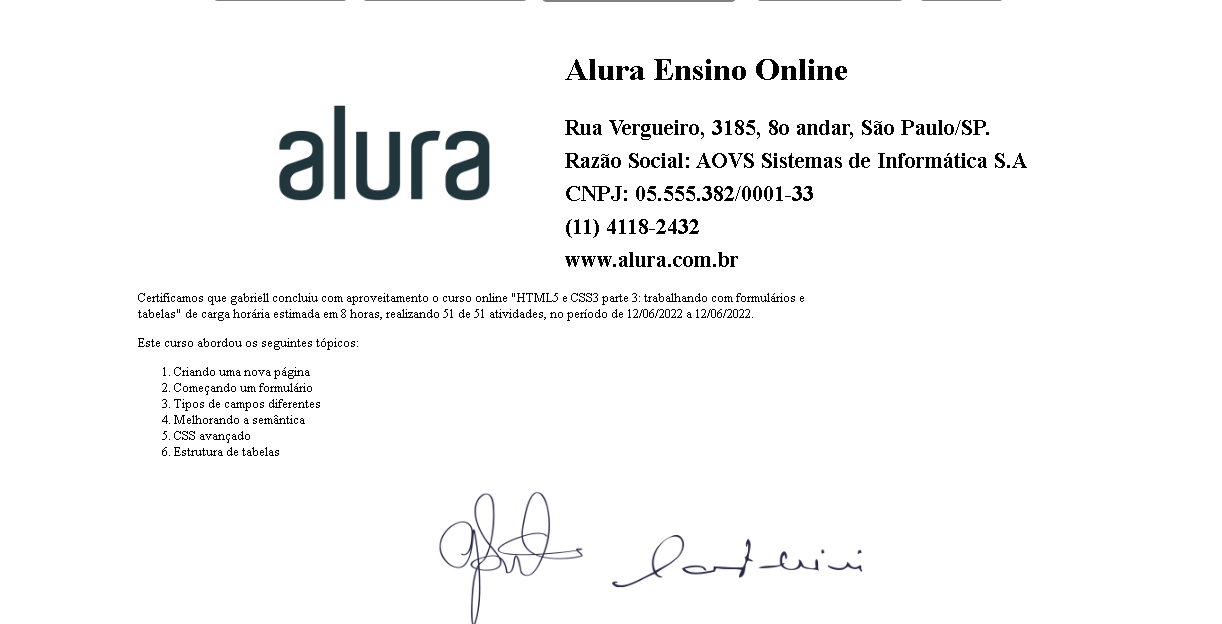 alura
Alura Ensino Online
Rua Vergueiro, 3185, 8o andar, São Paulo/SP.
Razão Social: AOVS Sistemas de Informática S.A
CNPJ: 05.555.382/0001-33
(11) 4118-2432
www.alura.com.br
Certificamos que gabriell concluiu com aproveitamento o curso online "HTML5 e CSS3 parte 3: trabalhando com formulários e
tabelas" de carga horária estimada em 8 horas, realizando 51 de 51 atividades, no período de 12/06/2022 a 12/06/2022.
Este curso abordou os seguintes tópicos:
1. Criando uma nova página
2. Começando um formulário
3. Tipos de campos diferentes
4. Melhorando a semântica
5. CSS avançado
6. Estrutura de tabelas